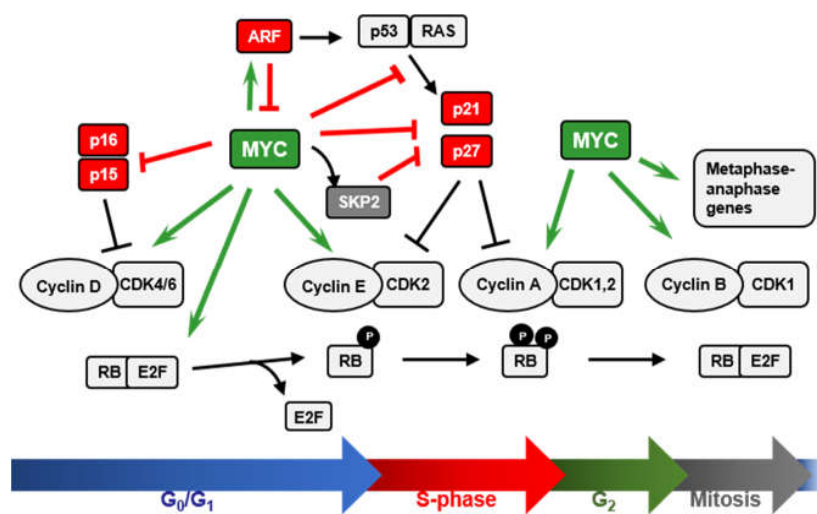 ARF
p53 RAS
p16
p15
MYC
p21
p27
SKP2
MYC
Metaphase-
anaphase
genes
Cyclin D CDK4/6
Cyclin E CDK2
Cyclin A CDK1,2
Cyclin B CDK1
RB E2F
E2F
P
RB
P P
RB
RB E2F
G₀/G₁
S-phase
G₂
Mitosis